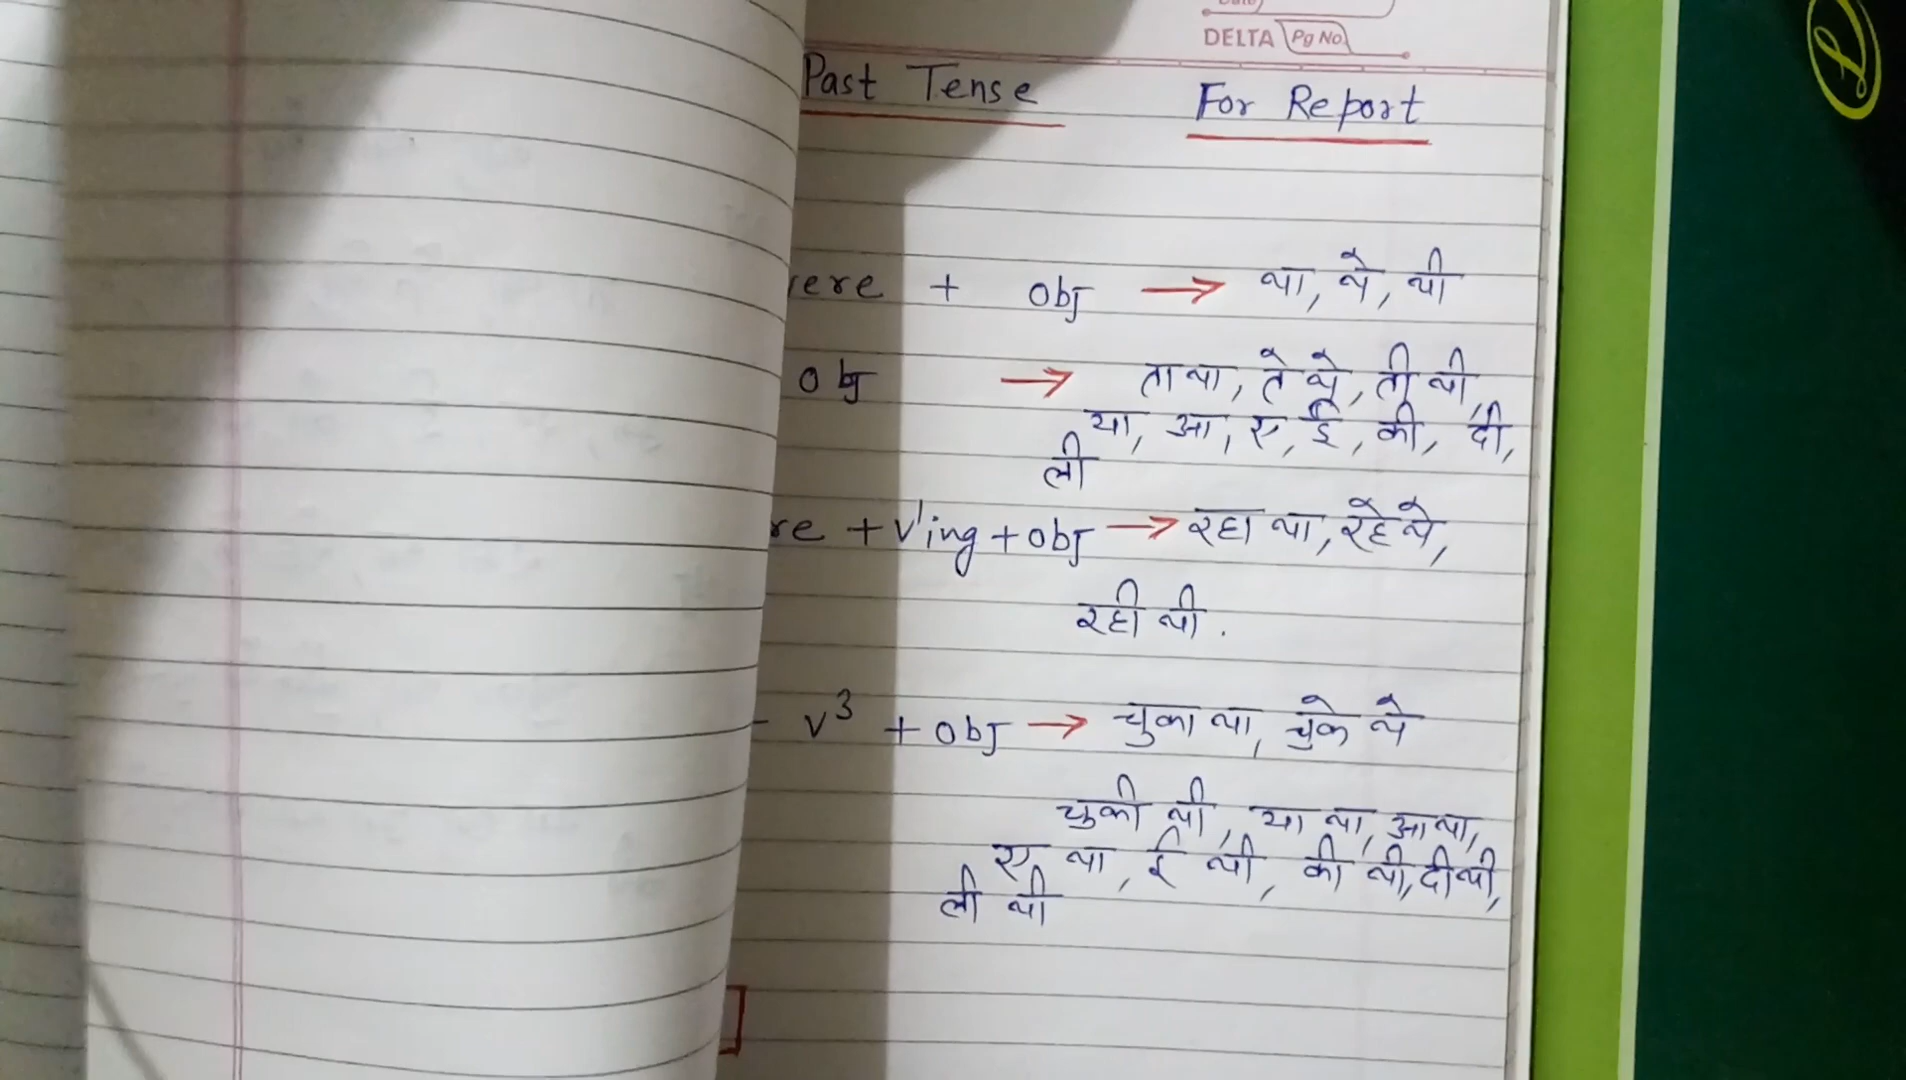 DELTA Pg No.
Past Tense For Report
ere + obj → था, थे, थी
obj → ता था, ते थे, ती थी,
या, आ, ए, ई, की, दी,
ली
re + V'ing + obj → रहा था, रहे थे,
रही थी.
v³ + obj → चुका था, चुके थे
चुकी थी, या था, आ था,
ए था, ई थी, की थी, दी थी,
ली थी